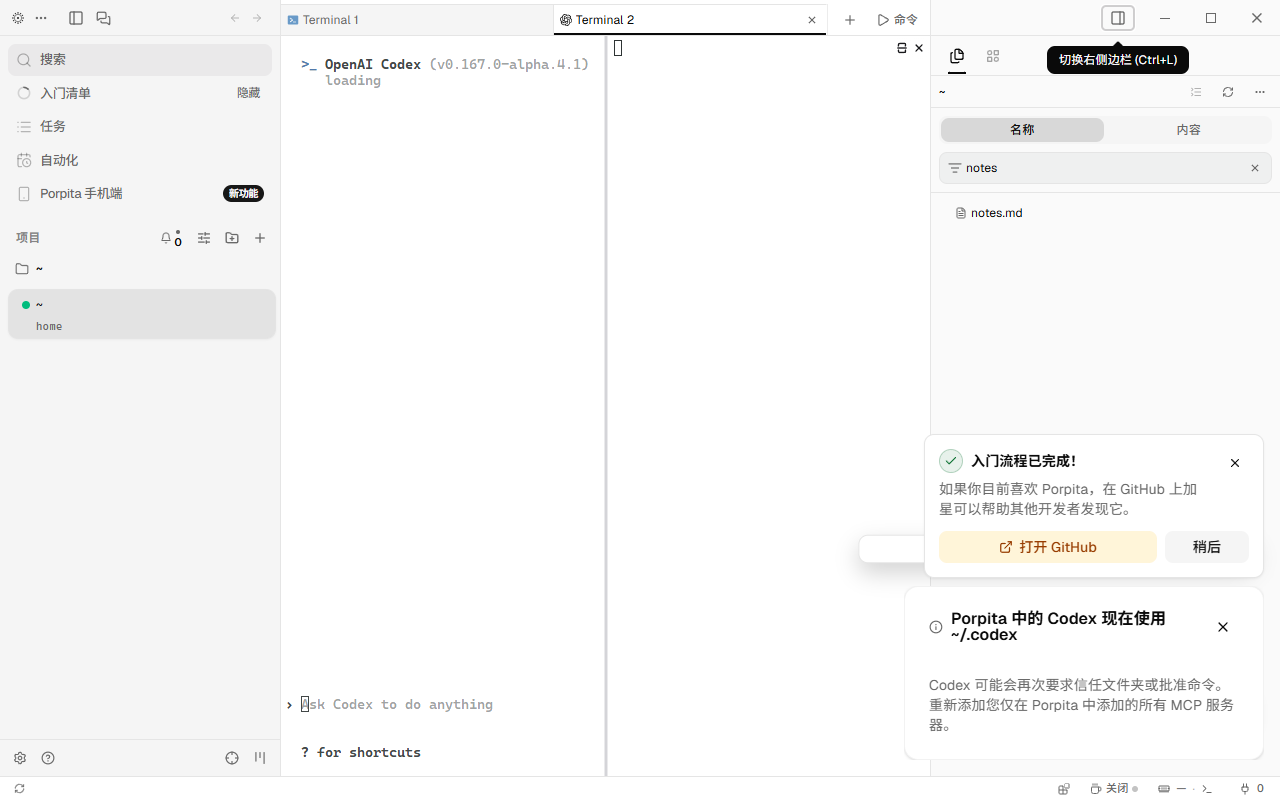 Terminal 1
Terminal 2
命令
切换右侧边栏 (Ctrl+L)
搜索
入门清单
隐藏
任务
自动化
Porpita 手机端
新功能
项目
0
~
~
home
>_ OpenAI Codex (v0.167.0-alpha.4.1)
loading
› Ask Codex to do anything
? for shortcuts
~
名称
内容
notes
notes.md
入门流程已完成！
如果你目前喜欢 Porpita，在 GitHub 上加
星可以帮助其他开发者发现它。
打开 GitHub
稍后
Porpita 中的 Codex 现在使用
~/.codex
Codex 可能会再次要求信任文件夹或批准命令。
重新添加您仅在 Porpita 中添加的所有 MCP 服务
器。
关闭
0